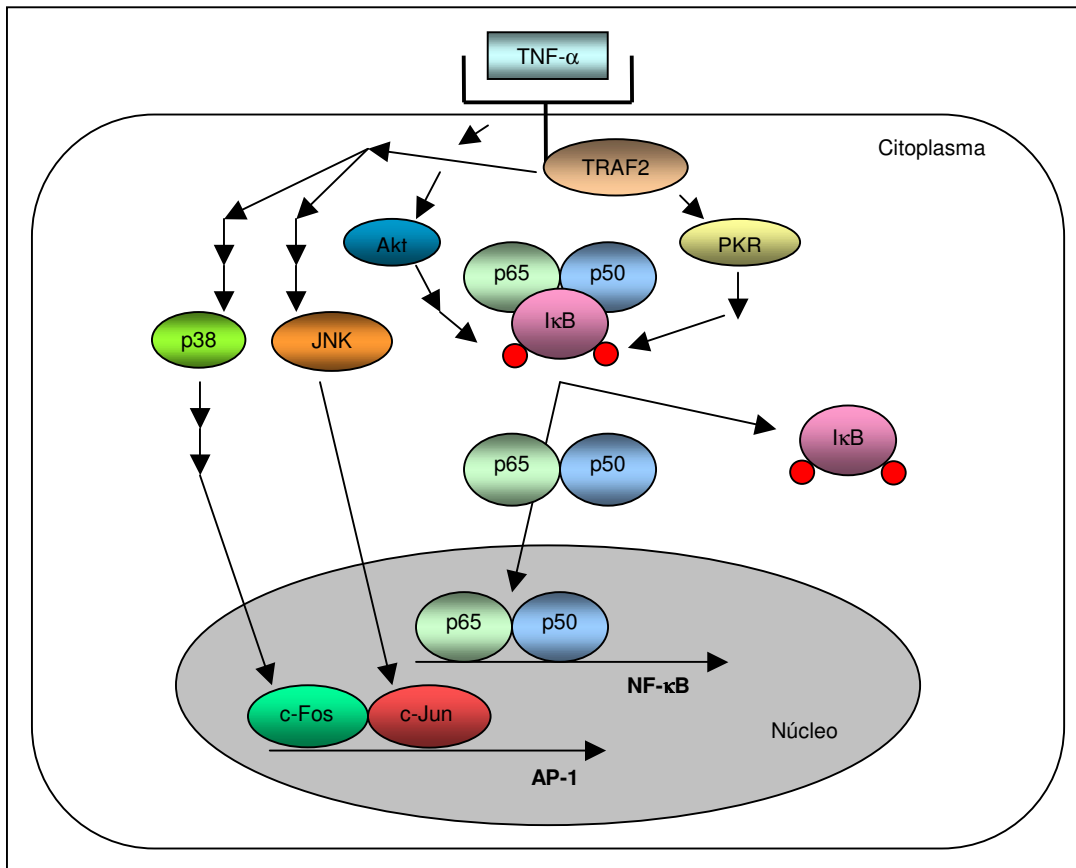 TNF-α
Citoplasma
TRAF2
Akt
PKR
p65
p50
IκB
p38
JNK
IκB
p65
p50
p65
p50
NF-κB
c-Fos
c-Jun
Núcleo
AP-1